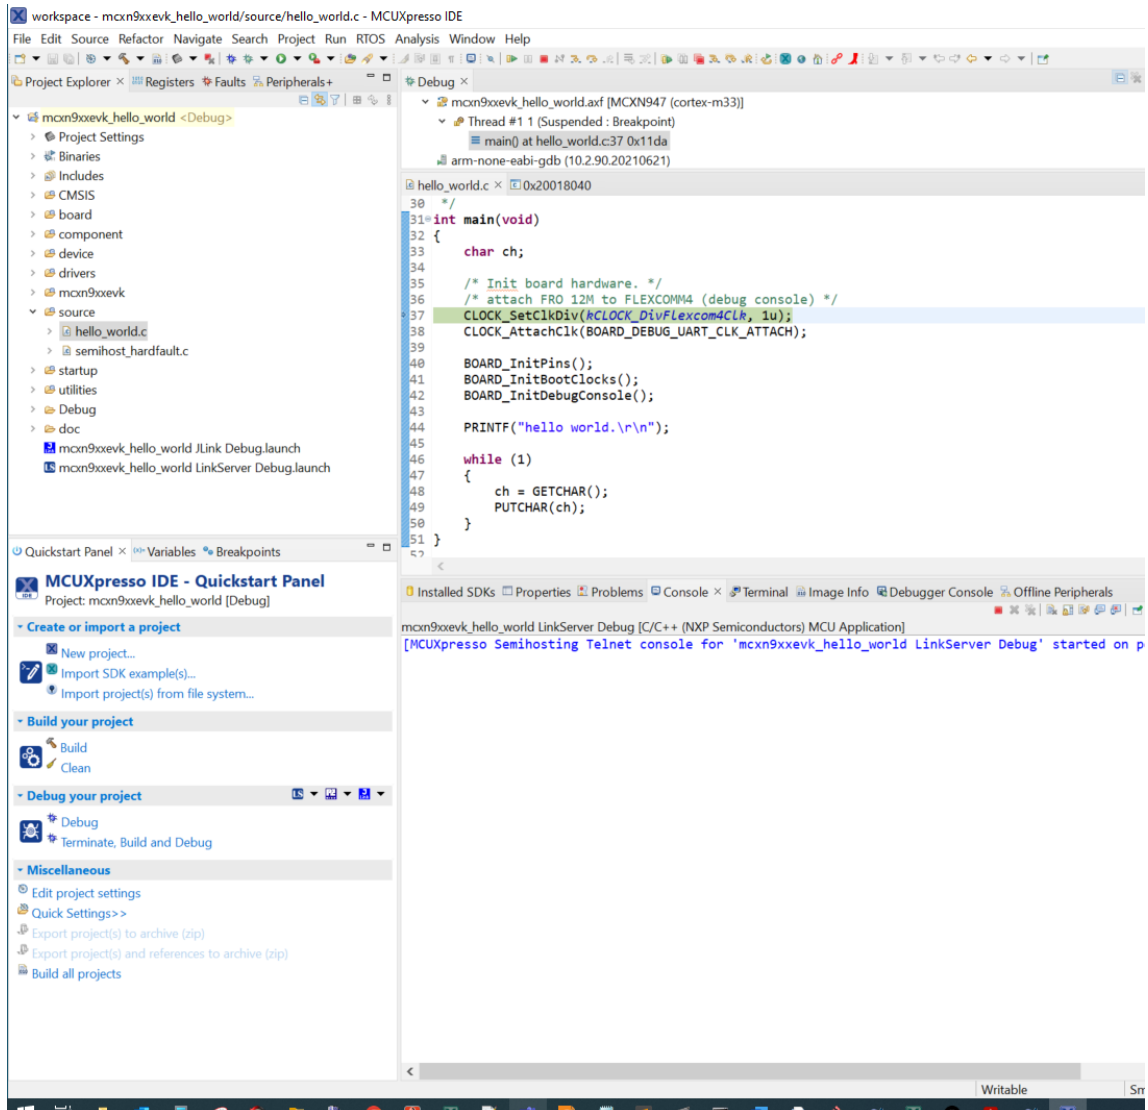 workspace - mcxn9xxevk_hello_world/source/hello_world.c - MCUXpresso IDE
File Edit Source Refactor Navigate Search Project Run RTOS Analysis Window Help
Project Explorer × Registers Faults Peripherals+
mcxn9xxevk_hello_world <Debug>
Project Settings
Binaries
Includes
CMSIS
board
component
device
drivers
mcxn9xxevk
source
hello_world.c
semihost_hardfault.c
startup
utilities
Debug
doc
mcxn9xxevk_hello_world JLink Debug.launch
mcxn9xxevk_hello_world LinkServer Debug.launch
Debug ×
mcxn9xxevk_hello_world.axf [MCXN947 (cortex-m33)]
Thread #1 1 (Suspended : Breakpoint)
main() at hello_world.c:37 0x11da
arm-none-eabi-gdb (10.2.90.20210621)
hello_world.c × 0x20018040
30 */
31 int main(void)
32 {
33 char ch;
34
35 /* Init board hardware. */
36 /* attach FRO 12M to FLEXCOMM4 (debug console) */
37 CLOCK_SetClkDiv(kCLOCK_DivFlexcom4Clk, 1u);
38 CLOCK_AttachClk(BOARD_DEBUG_UART_CLK_ATTACH);
39
40 BOARD_InitPins();
41 BOARD_InitBootClocks();
42 BOARD_InitDebugConsole();
43
44 PRINTF("hello world.\r\n");
45
46 while (1)
47 {
48 ch = GETCHAR();
49 PUTCHAR(ch);
50 }
51 }
52
Quickstart Panel × Variables Breakpoints
MCUXpresso IDE - Quickstart Panel
Project: mcxn9xxevk_hello_world [Debug]
Create or import a project
New project...
Import SDK example(s)...
Import project(s) from file system...
Build your project
Build
Clean
Debug your project
Debug
Terminate, Build and Debug
Miscellaneous
Edit project settings
Quick Settings>>
Export project(s) to archive (zip)
Export project(s) and references to archive (zip)
Build all projects
Installed SDKs Properties Problems Console × Terminal Image Info Debugger Console Offline Peripherals
mcxn9xxevk_hello_world LinkServer Debug [C/C++ (NXP Semiconductors) MCU Application]
[MCUXpresso Semihosting Telnet console for 'mcxn9xxevk_hello_world LinkServer Debug' started on p
Writable
Sm